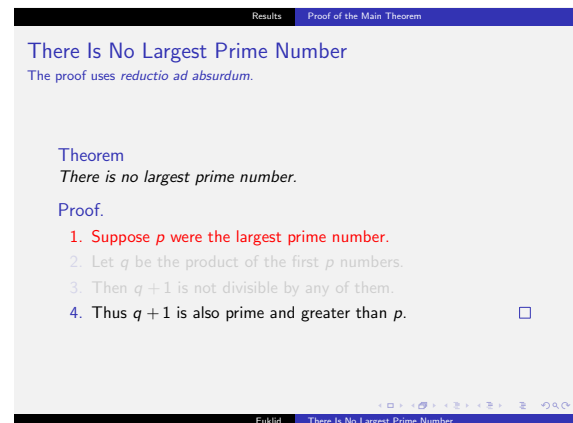 Results Proof of the Main Theorem
There Is No Largest Prime Number
The proof uses reductio ad absurdum.
Theorem
There is no largest prime number.
Proof.
1. Suppose p were the largest prime number.
2. Let q be the product of the first p numbers.
3. Then q + 1 is not divisible by any of them.
4. Thus q + 1 is also prime and greater than p.
Euklid There Is No Largest Prime Number